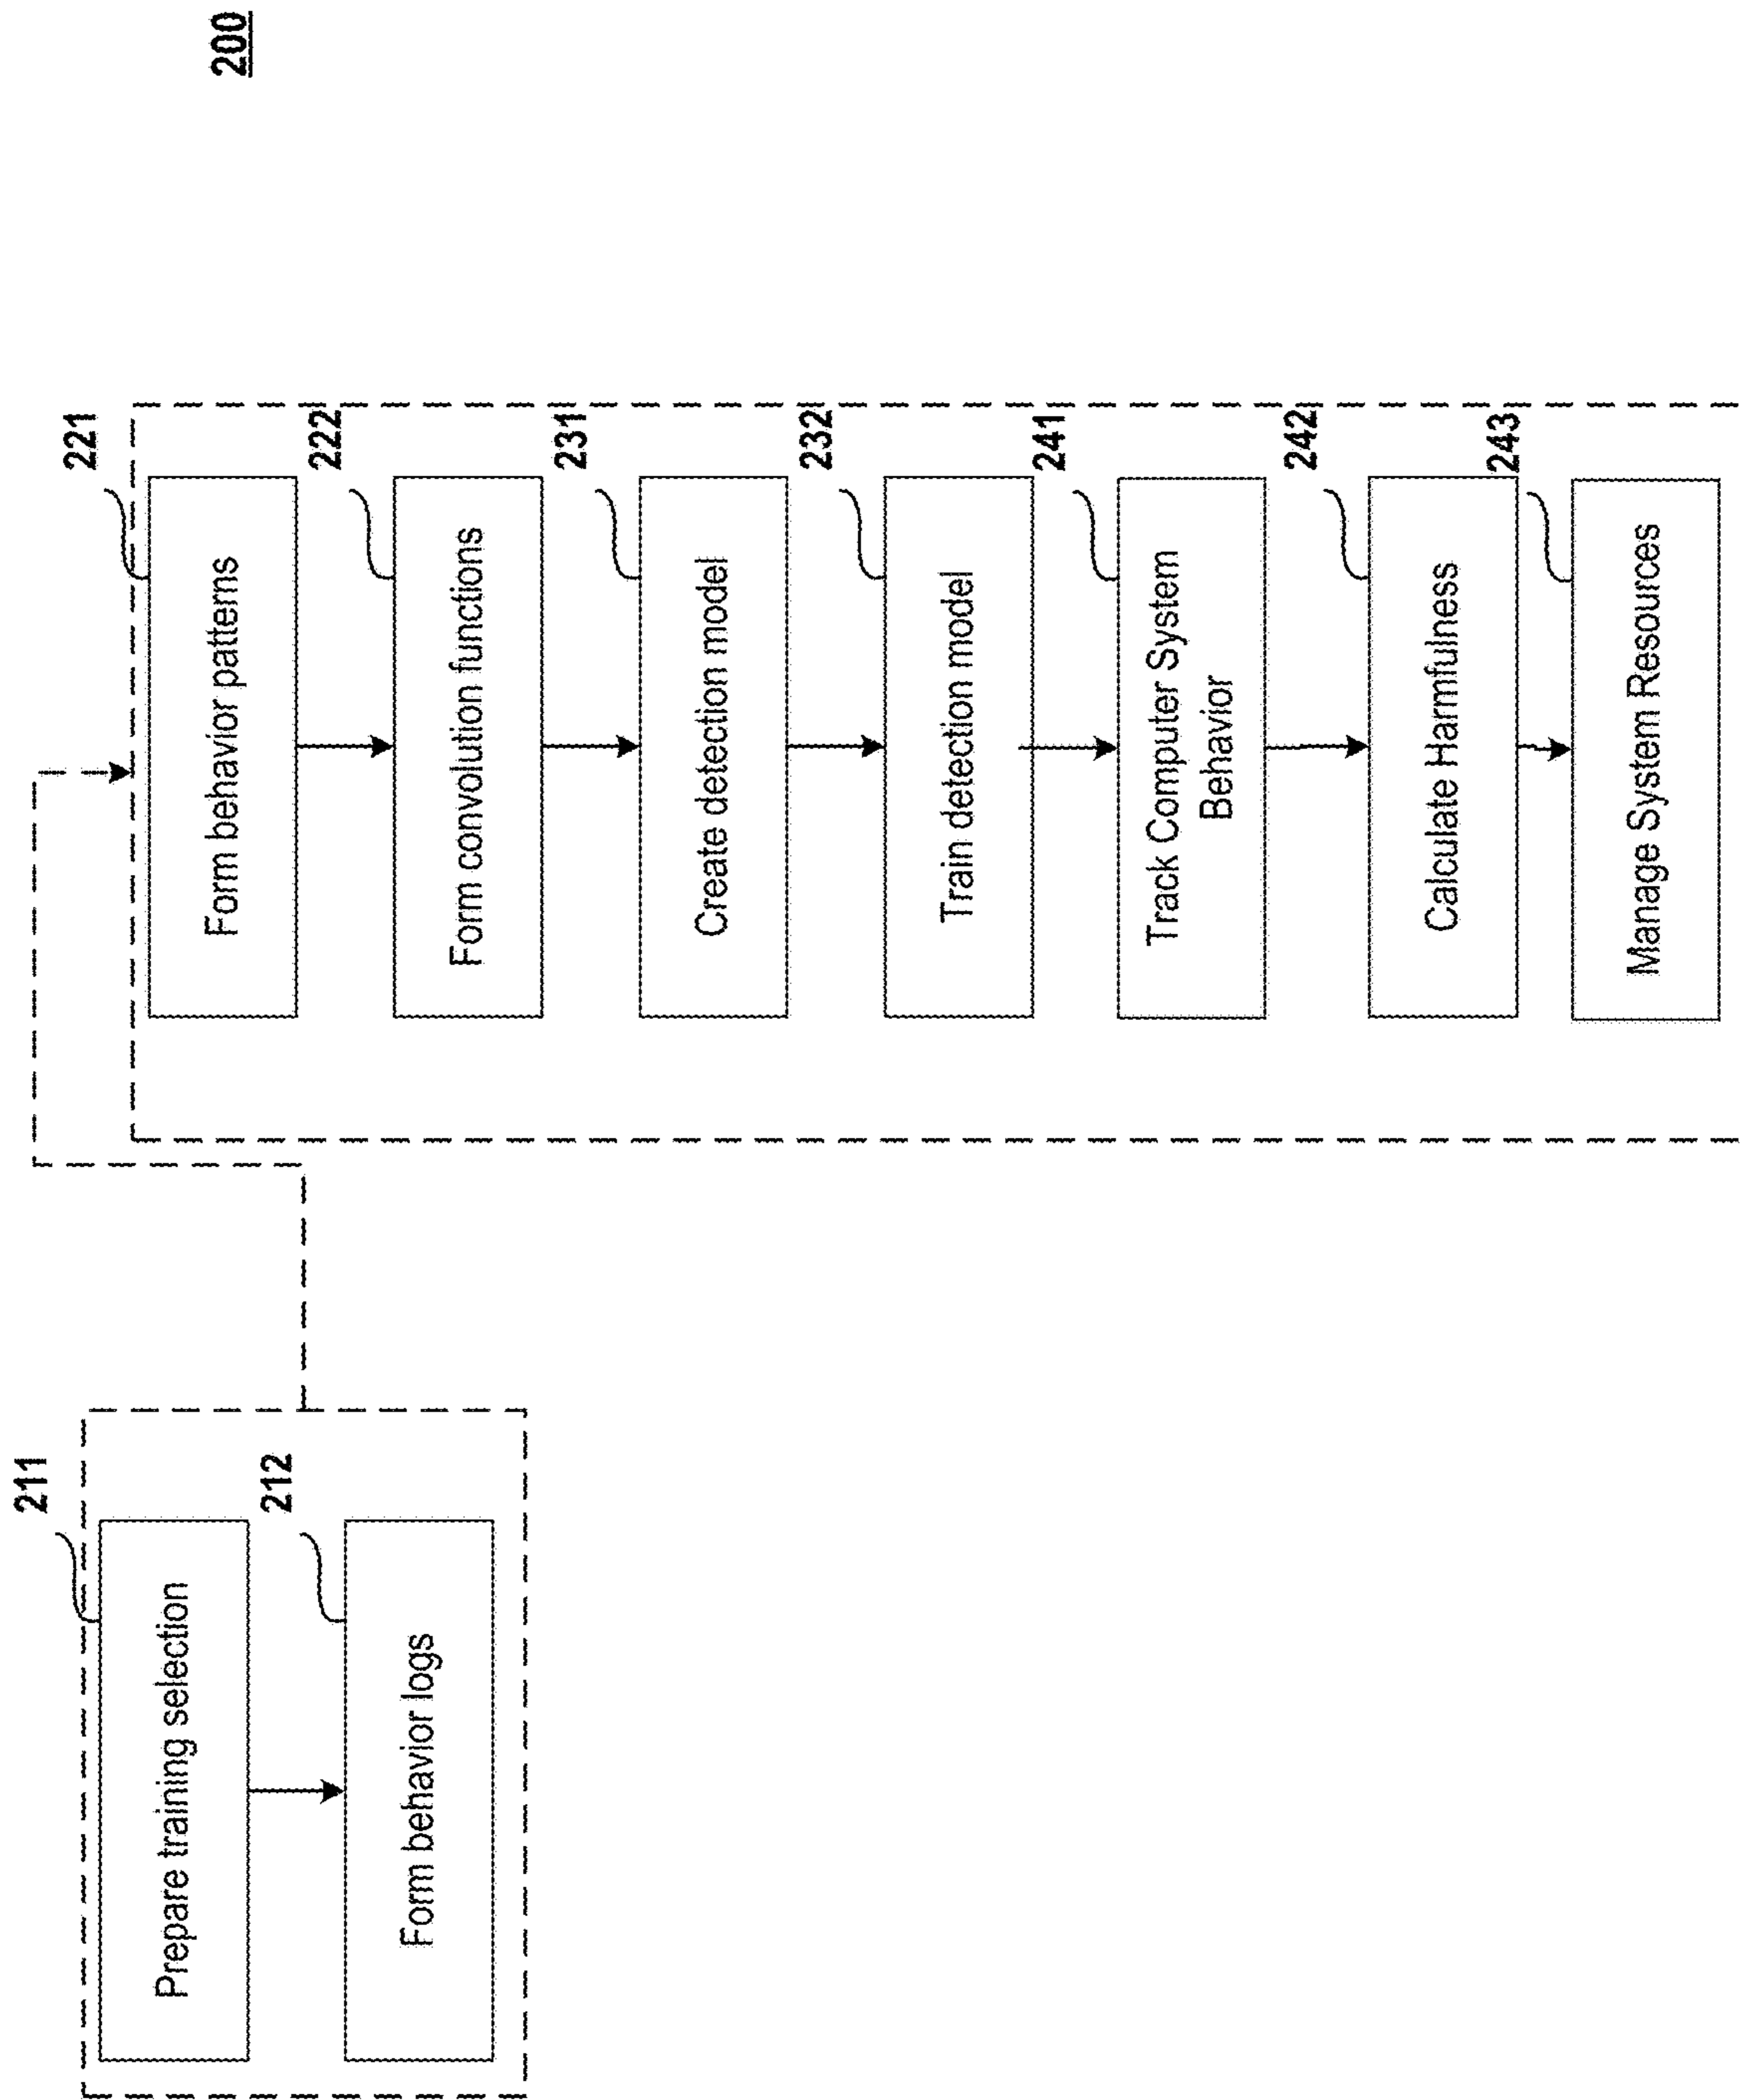 200
211
Prepare training selection
212
Form behavior logs
221
Form behavior patterns
222
Form convolution functions
231
Create detection model
232
Train detection model
241
Track Computer System
Behavior
242
Calculate Harmfulness
243
Manage System Resources